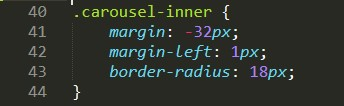 40 .carousel-inner {
41 margin: -32px;
42 margin-left: 1px;
43 border-radius: 18px;
44 }